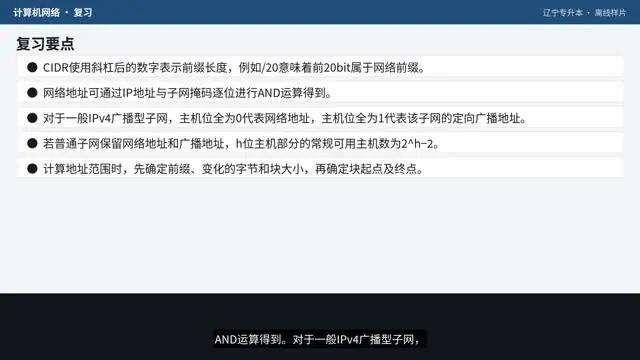 计算机网络 · 复习
辽宁专升本 · 离线样片
复习要点
● CIDR使用斜杠后的数字表示前缀长度，例如/20意味着前20bit属于网络前缀。
● 网络地址可通过IP地址与子网掩码逐位进行AND运算得到。
● 对于一般IPv4广播型子网，主机位全为0代表网络地址，主机位全为1代表该子网的定向广播地址。
● 若普通子网保留网络地址和广播地址，h位主机部分的常规可用主机数为2^h−2。
● 计算地址范围时，先确定前缀、变化的字节和块大小，再确定块起点及终点。
AND运算得到。对于一般IPv4广播型子网，